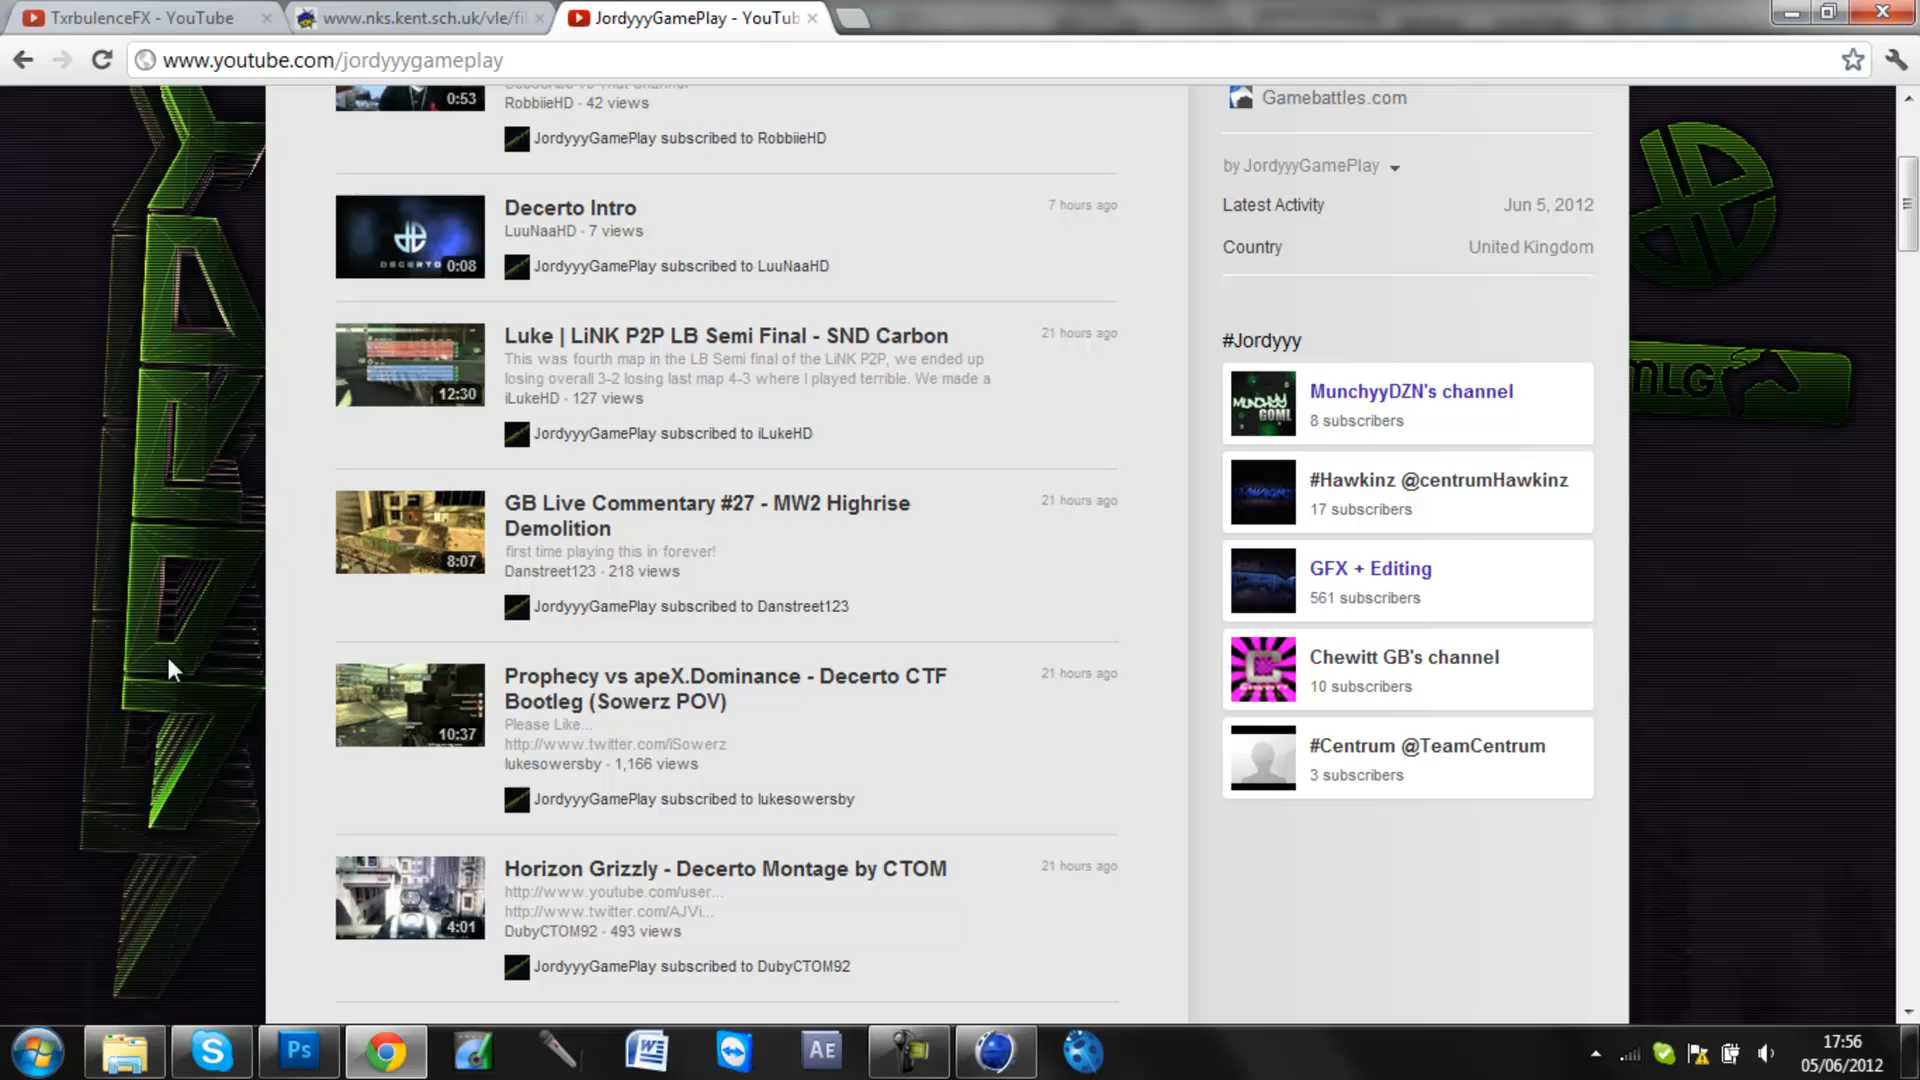 TxrbulenceFX - YouTube
www.nks.kent.sch.uk/vle/fil
JordyyyGamePlay - YouTub
www.youtube.com/jordyyygameplay
0:53
RobbiieHD - 42 views
JordyyyGamePlay subscribed to RobbiieHD
Decerto Intro
7 hours ago
LuuNaaHD - 7 views
DECERTO
0:08
JordyyyGamePlay subscribed to LuuNaaHD
Luke | LiNK P2P LB Semi Final - SND Carbon
21 hours ago
This was fourth map in the LB Semi final of the LiNK P2P, we ended up
losing overall 3-2 losing last map 4-3 where I played terrible. We made a
iLukeHD - 127 views
12:30
JordyyyGamePlay subscribed to iLukeHD
GB Live Commentary #27 - MW2 Highrise
Demolition
21 hours ago
first time playing this in forever!
Danstreet123 - 218 views
8:07
JordyyyGamePlay subscribed to Danstreet123
Prophecy vs apeX.Dominance - Decerto CTF
Bootleg (Sowerz POV)
21 hours ago
Please Like...
http://www.twitter.com/iSowerz
lukesowersby - 1,166 views
10:37
JordyyyGamePlay subscribed to lukesowersby
Horizon Grizzly - Decerto Montage by CTOM
21 hours ago
http://www.youtube.com/user...
http://www.twitter.com/AJVi...
DubyCTOM92 - 493 views
4:01
JordyyyGamePlay subscribed to DubyCTOM92
Gamebattles.com
by JordyyyGamePlay
Latest Activity
Jun 5, 2012
Country
United Kingdom
#Jordyyy
MUNCHYY
GOML
MunchyyDZN's channel
8 subscribers
#Hawkinz @centrumHawkinz
17 subscribers
GFX + Editing
561 subscribers
Chewitt GB's channel
10 subscribers
#Centrum @TeamCentrum
3 subscribers
MLG
Ps
AE
17:56
05/06/2012